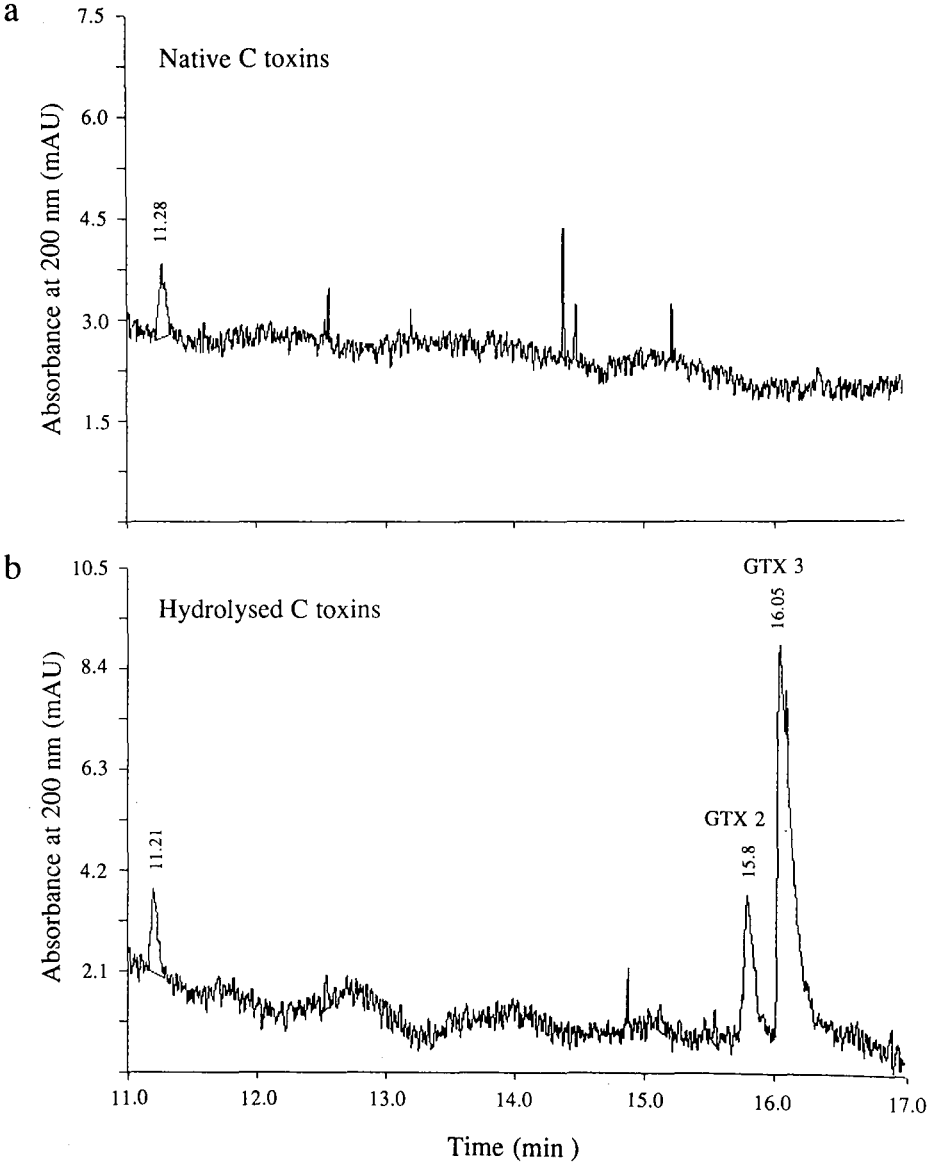 a
7.5
Native C toxins
6.0
4.5
3.0
1.5
Absorbance at 200 nm (mAU)
11.28
b
10.5
Hydrolysed C toxins
GTX 3
16.05
8.4
6.3
GTX 2
15.8
4.2
11.21
2.1
Absorbance at 200 nm (mAU)
11.0 12.0 13.0 14.0 15.0 16.0 17.0
Time (min )